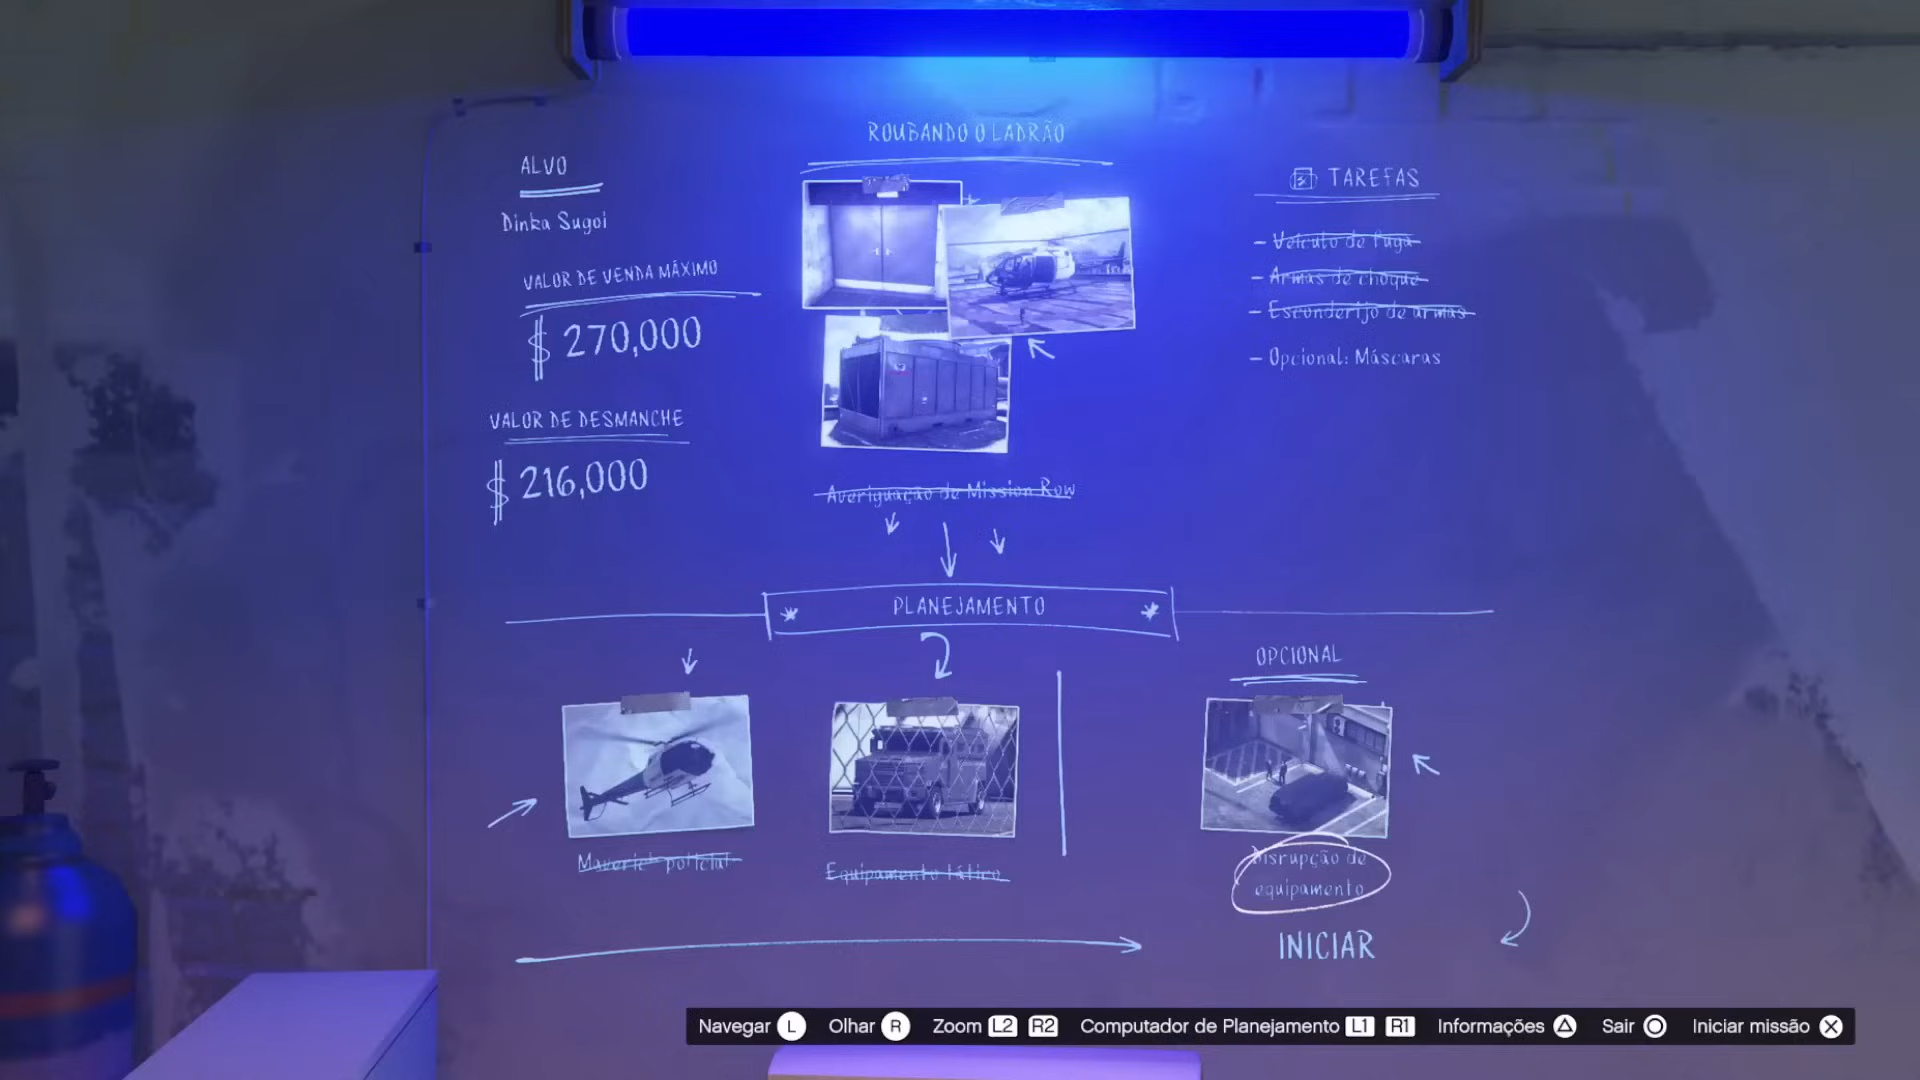 ROUBANDO O LADRÃO
ALVO
Dinka Sugoi
VALOR DE VENDA MÁXIMO
$ 270,000
VALOR DE DESMANCHE
$ 216,000
TAREFAS
- Veículo de fuga
- Armas de choque
- Esconderijo de armas
- Opcional: Máscaras
Averiguação de Mission Row
PLANEJAMENTO
Maverick policial
Equipamento tático
OPCIONAL
Disrupção de
equipamento
INICIAR
Navegar L Olhar R Zoom L2 R2 Computador de Planejamento L1 R1 Informações Sair Iniciar missão